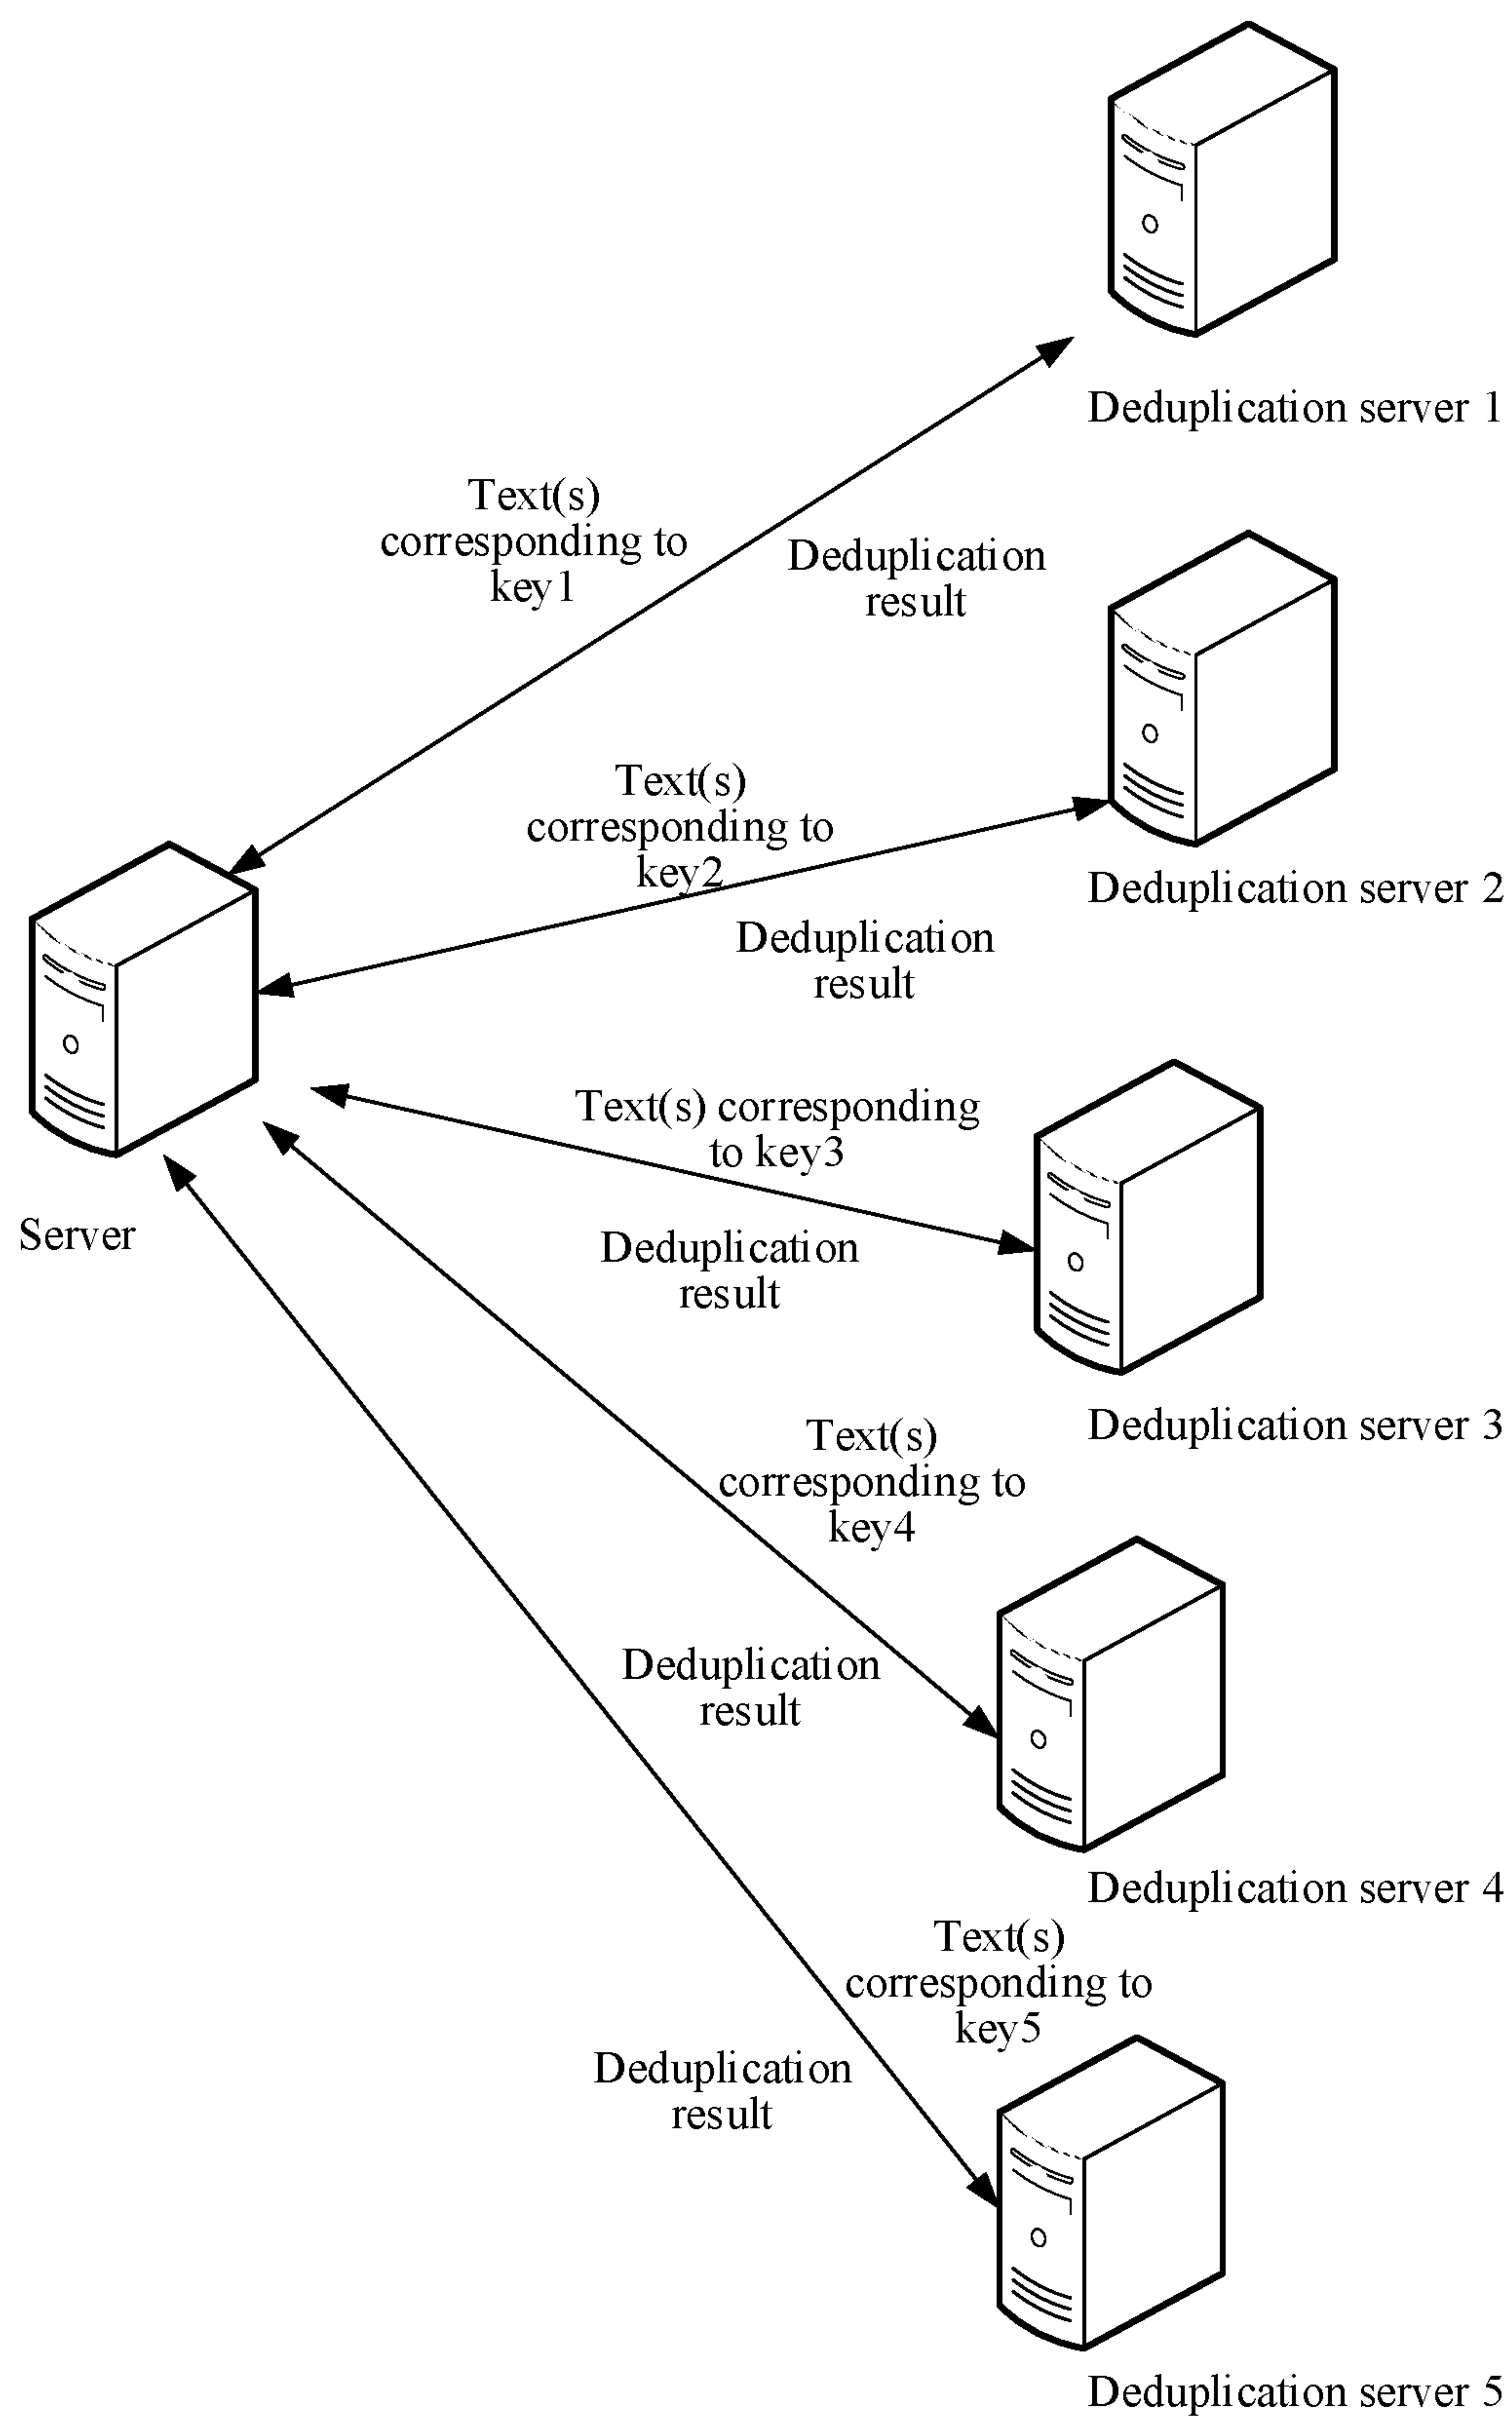 Deduplication server 1
Text(s)
corresponding to
key1
Deduplication
result
Text(s)
corresponding to
key2
Deduplication server 2
Deduplication
result
Text(s) corresponding
to key3
Server
Deduplication
result
Deduplication server 3
Text(s)
corresponding to
key4
Deduplication
result
Deduplication server 4
Text(s)
corresponding to
key5
Deduplication
result
Deduplication server 5